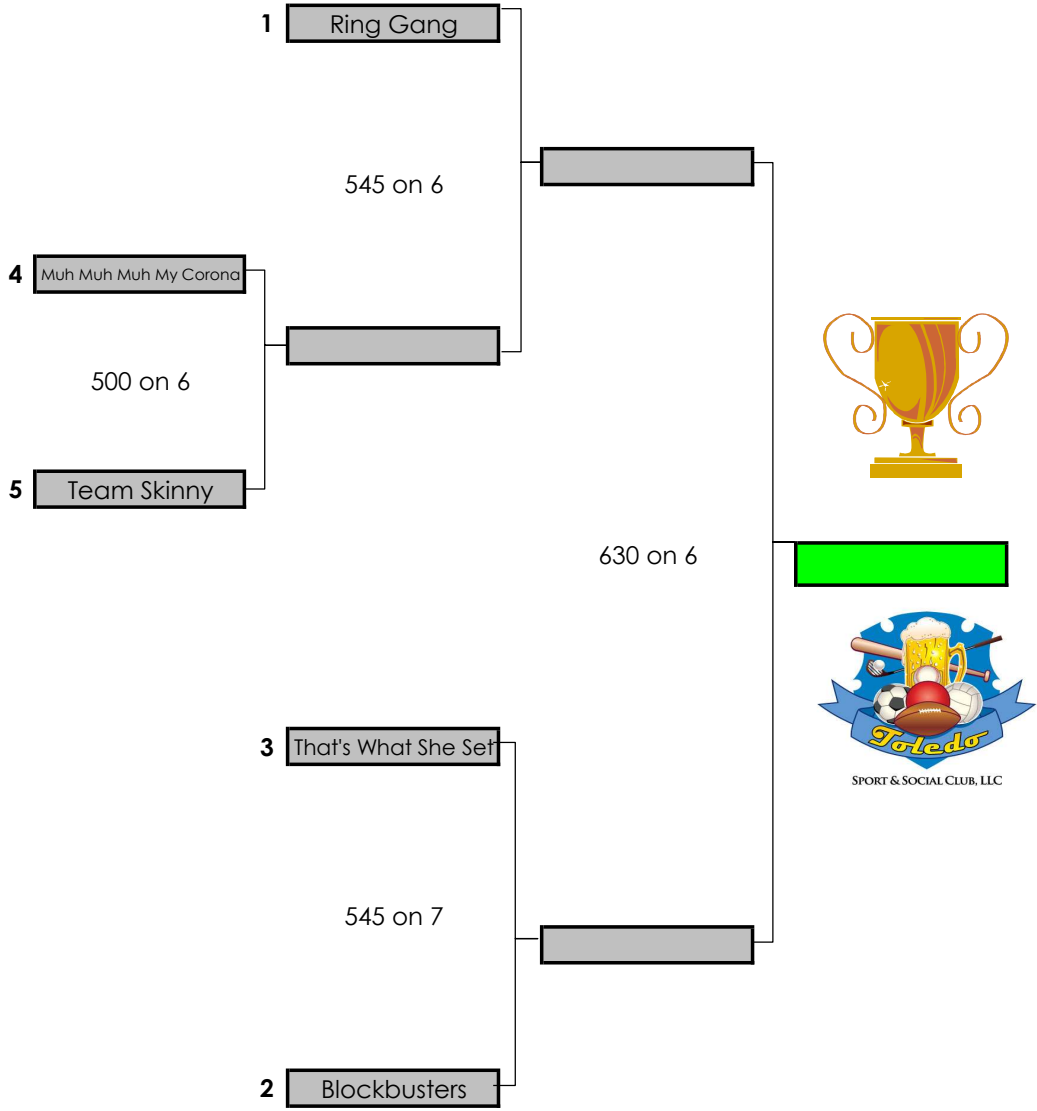 1 Ring Gang
545 on 6
4 Muh Muh Muh My Corona
500 on 6
5 Team Skinny
630 on 6
Toledo
SPORT & SOCIAL CLUB, LLC
3 That's What She Set
545 on 7
2 Blockbusters